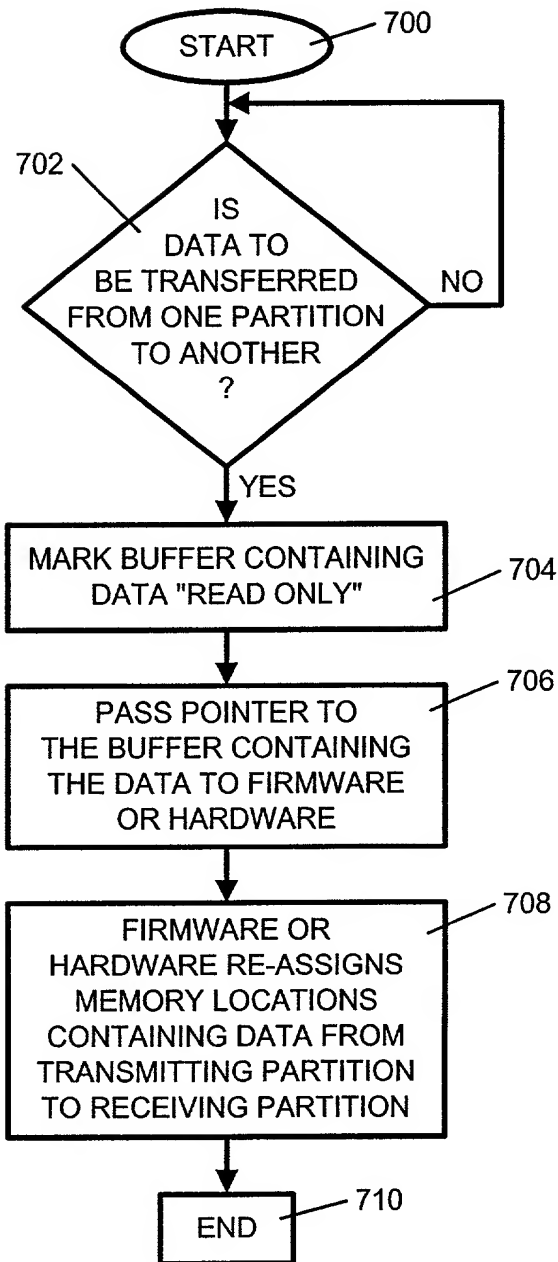 START
700
702
IS
DATA TO
BE TRANSFERRED
FROM ONE PARTITION
TO ANOTHER
?
NO
YES
MARK BUFFER CONTAINING
DATA "READ ONLY"
704
706
PASS POINTER TO
THE BUFFER CONTAINING
THE DATA TO FIRMWARE
OR HARDWARE
708
FIRMWARE OR
HARDWARE RE-ASSIGNS
MEMORY LOCATIONS
CONTAINING DATA FROM
TRANSMITTING PARTITION
TO RECEIVING PARTITION
END
710